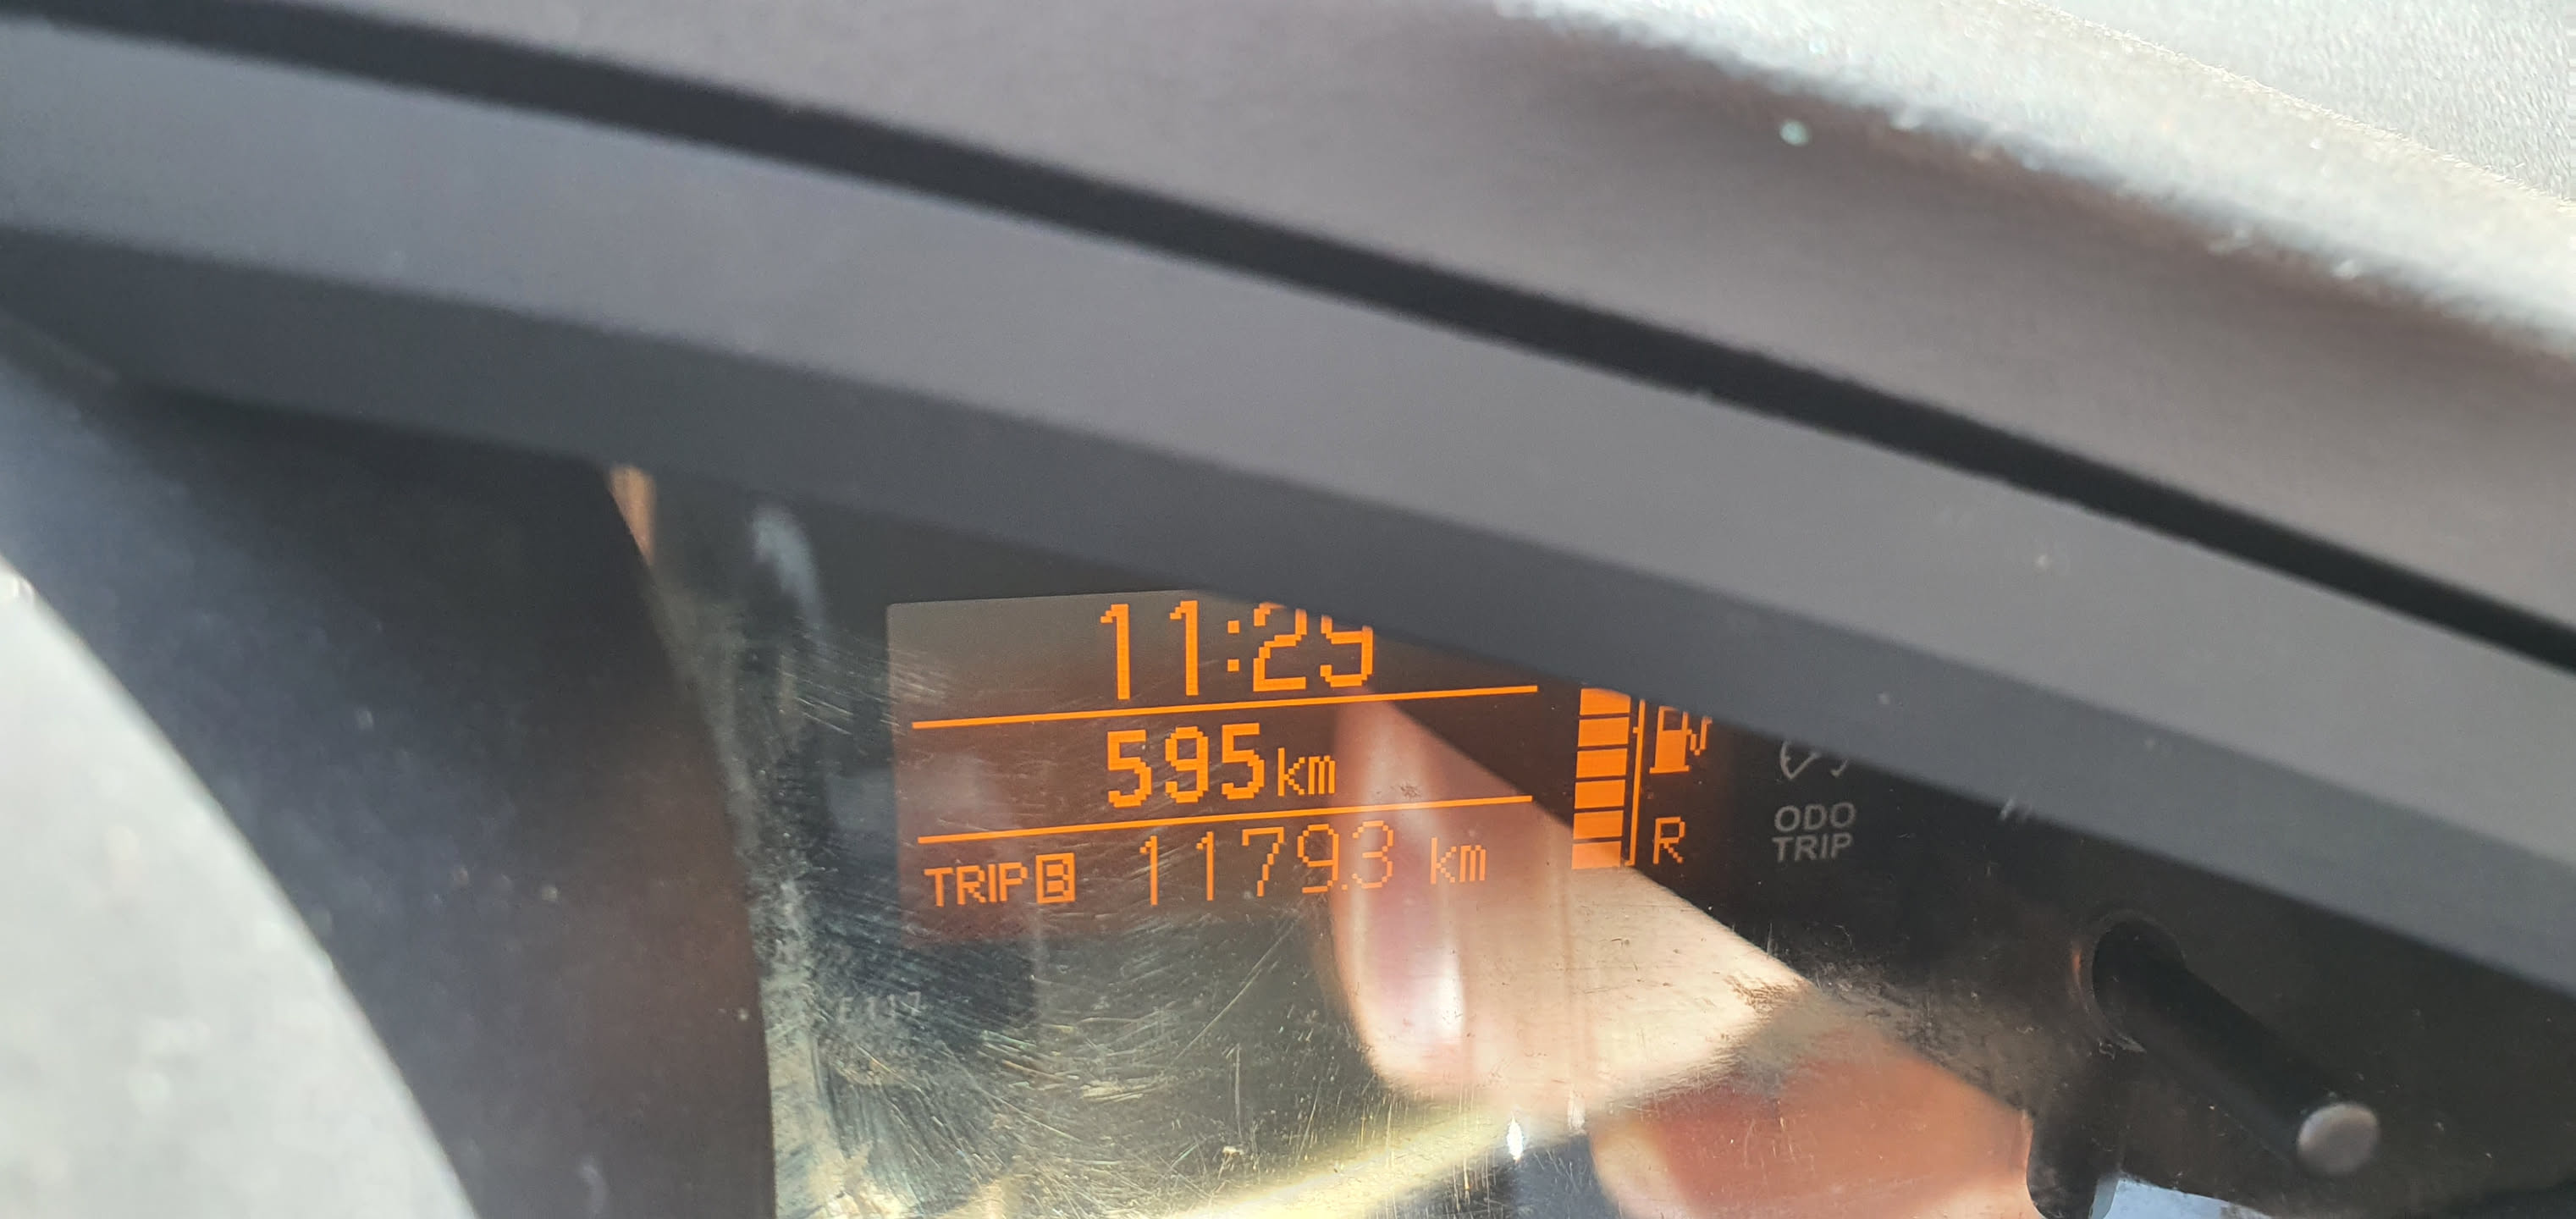 11:29
595km
TRIP B 1179.3 km
R
ODO
TRIP